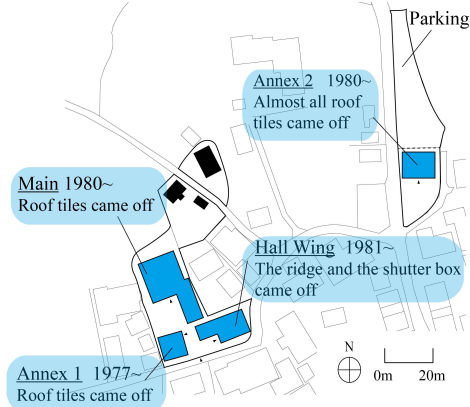 Parking
Annex 2 1980~
Almost all roof
tiles came off
Main 1980~
Roof tiles came off
Hall Wing 1981~
The ridge and the shutter box
came off
Annex 1 1977~
Roof tiles came off
N
0m 20m